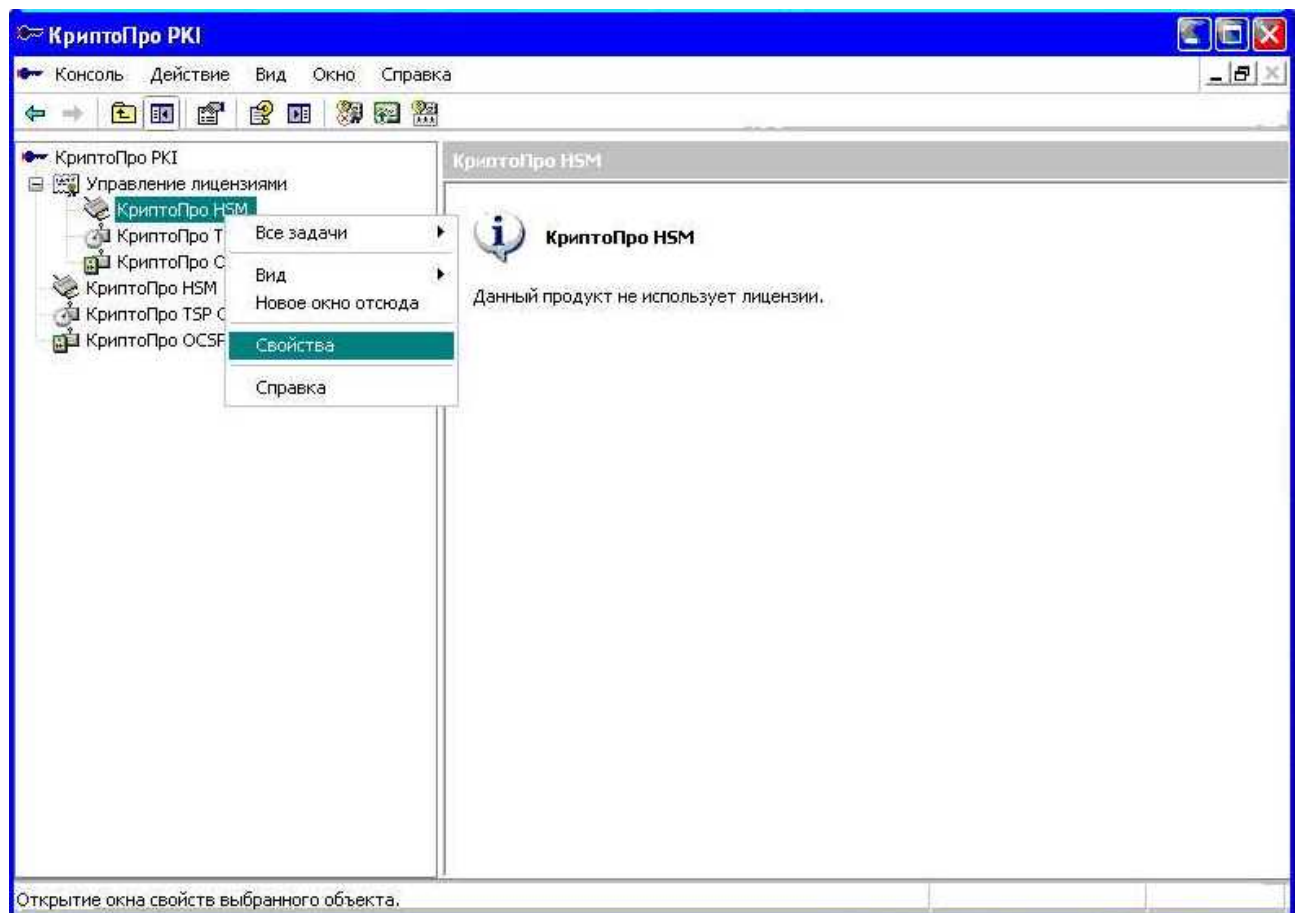 КриптоПро PKI
Консоль Действие Вид Окно Справка
КриптоПро PKI
Управление лицензиями
КриптоПро HSM
КриптоПро T
КриптоПро O
КриптоПро HSM
КриптоПро TSP C
КриптоПро OCSP
Все задачи
Вид
Новое окно отсюда
Свойства
Справка
КриптоПро HSM
КриптоПро HSM
Данный продукт не использует лицензии.
Открытие окна свойств выбранного объекта.